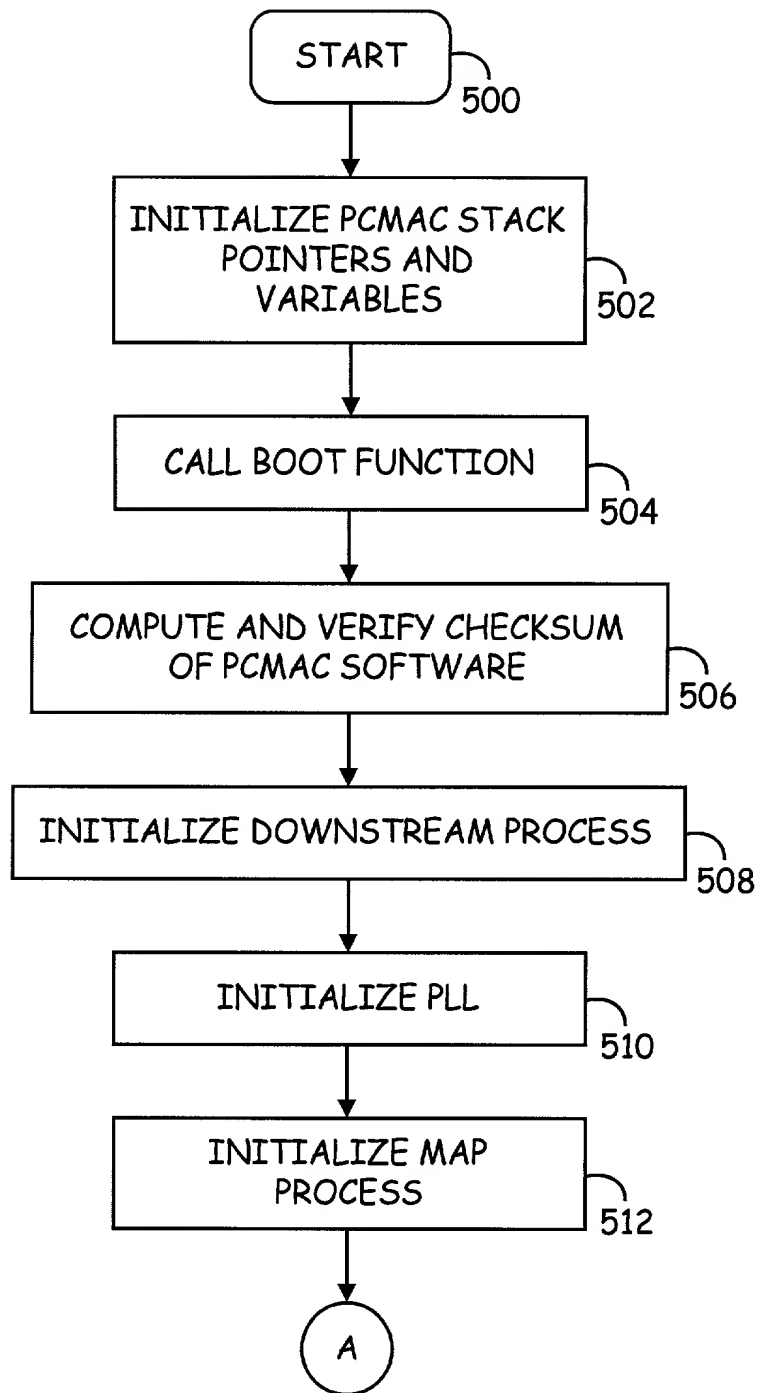 START
500
INITIALIZE PCMAC STACK
POINTERS AND
VARIABLES
502
CALL BOOT FUNCTION
504
COMPUTE AND VERIFY CHECKSUM
OF PCMAC SOFTWARE
506
INITIALIZE DOWNSTREAM PROCESS
508
INITIALIZE PLL
510
INITIALIZE MAP
PROCESS
512
A